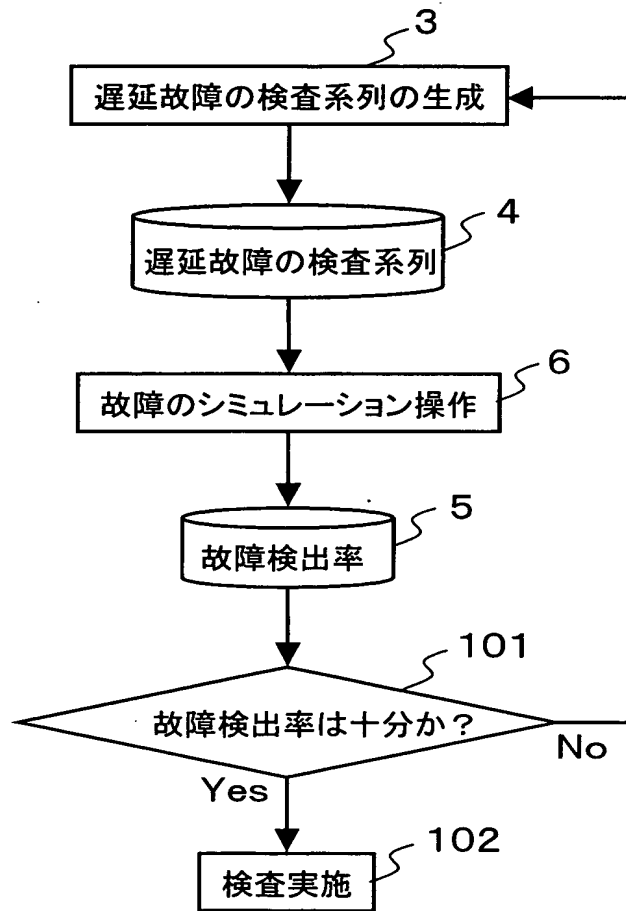 3
遅延故障の検査系列の生成
4
遅延故障の検査系列
6
故障のシミュレーション操作
5
故障検出率
101
故障検出率は十分か？
No
Yes
102
検査実施